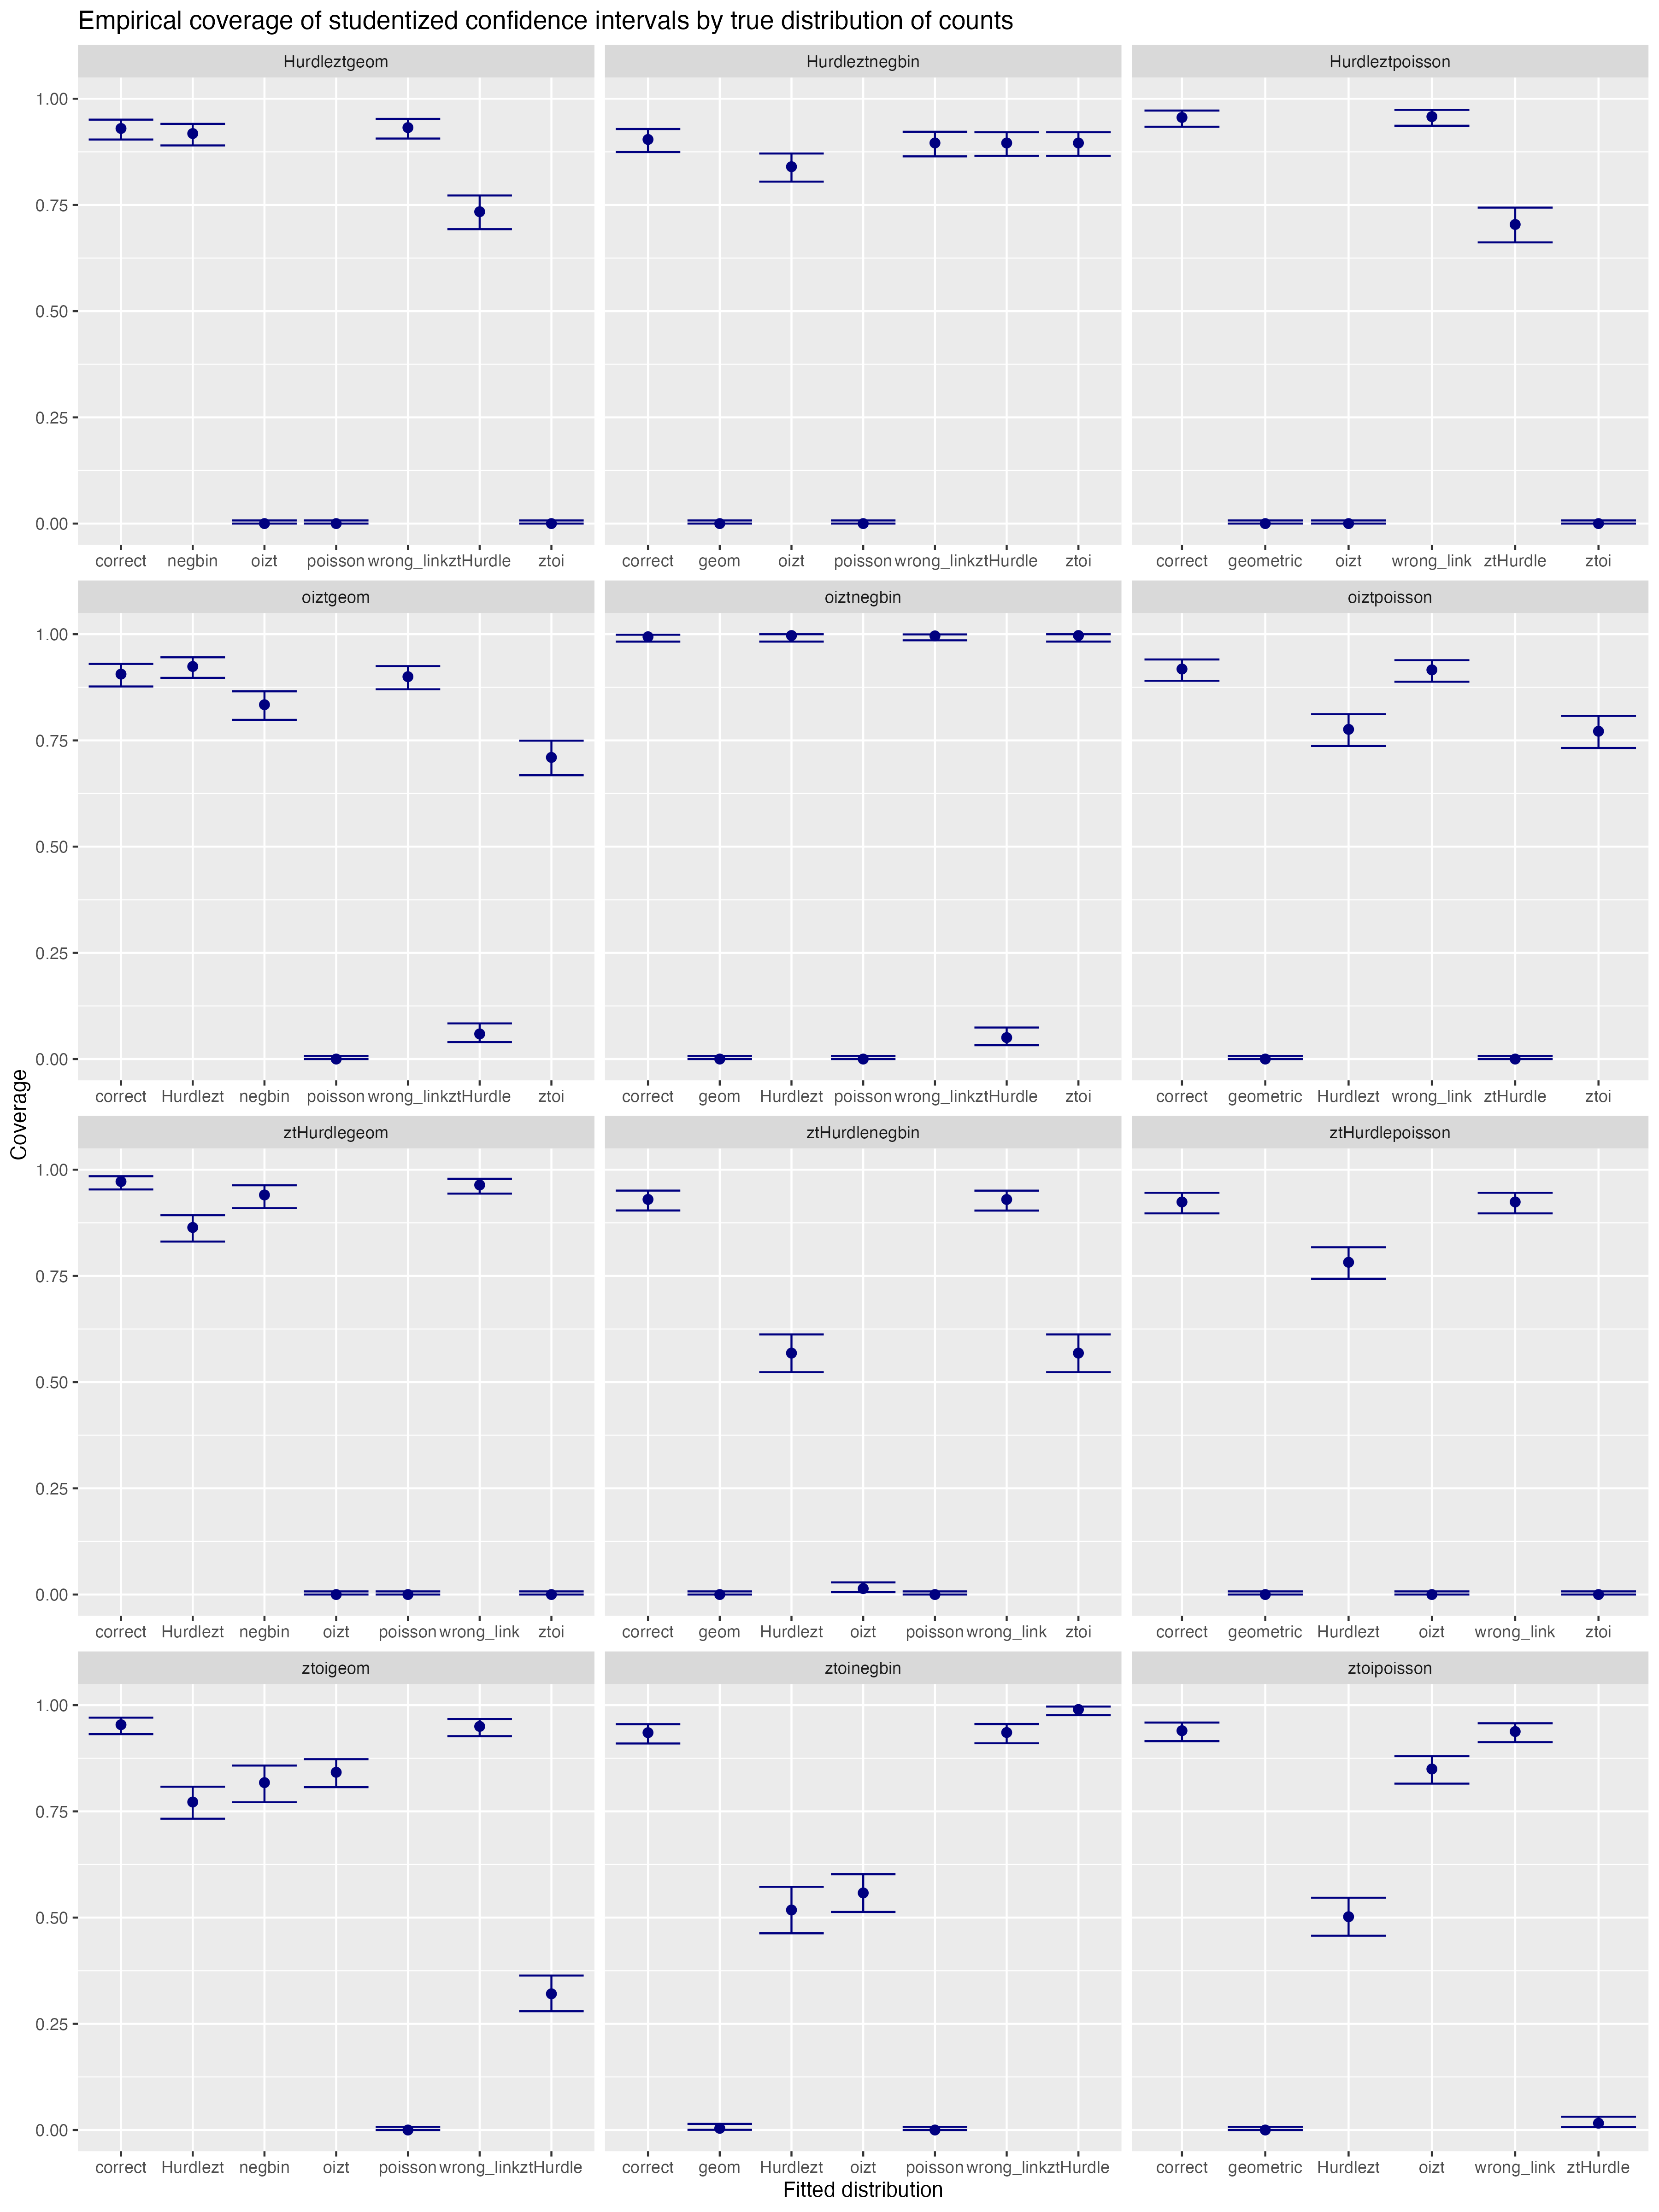 Empirical coverage of studentized confidence intervals by true distribution of counts
Hurdleztgeom Hurdleztnegbin Hurdleztpoisson
1.00
0.75
0.50
0.25
0.00
correct negbin oizt poisson wrong_link ztHurdle ztoi correct geom oizt poisson wrong_link ztHurdle ztoi correct geometric oizt wrong_link ztHurdle ztoi
oiztgeom oiztnegbin oiztpoisson
1.00
0.75
0.50
0.25
0.00
correct Hurdlezt negbin poisson wrong_link ztHurdle ztoi correct geom Hurdlezt poisson wrong_link ztHurdle ztoi correct geometric Hurdlezt wrong_link ztHurdle ztoi
Coverage
ztHurdlegeom ztHurdlenegbin ztHurdlepoisson
1.00
0.75
0.50
0.25
0.00
correct Hurdlezt negbin oizt poisson wrong_link ztoi correct geom Hurdlezt oizt poisson wrong_link ztoi correct geometric Hurdlezt oizt wrong_link ztoi
ztoigeom ztoinegbin ztoipoisson
1.00
0.75
0.50
0.25
0.00
correct Hurdlezt negbin oizt poisson wrong_link ztHurdle correct geom Hurdlezt oizt poisson wrong_link ztHurdle correct geometric Hurdlezt oizt wrong_link ztHurdle
Fitted distribution